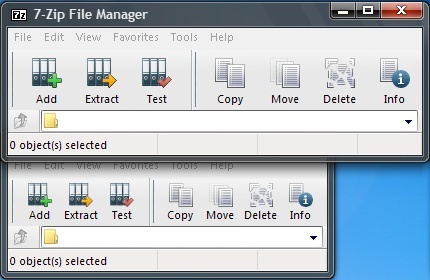 7-Zip File Manager
File Edit View Favorites Tools Help
Add Extract Test Copy Move Delete Info
0 object(s) selected
File Edit View Favorites Tools Help
Add Extract Test Copy Move Delete Info
0 object(s) selected